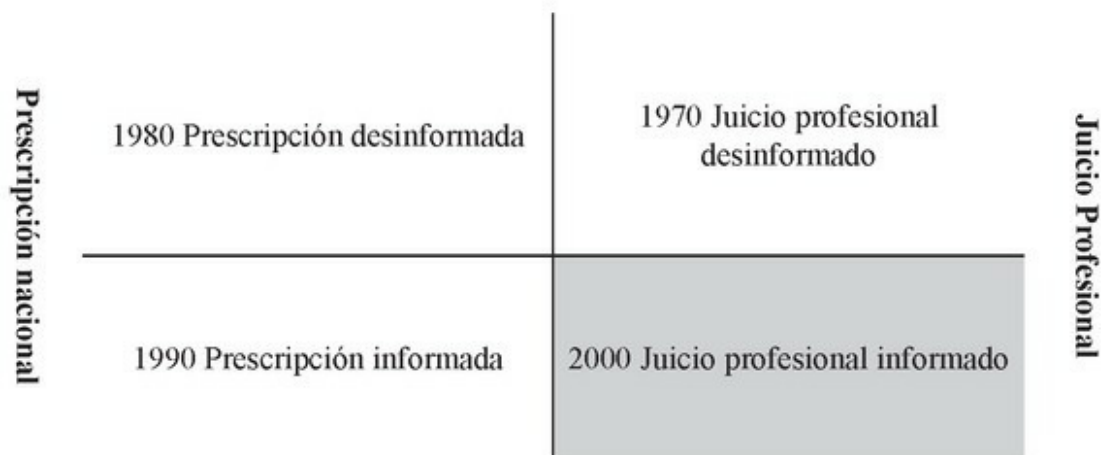 Prescripción nacional
1980 Prescripción desinformada
1970 Juicio profesional
desinformado
Juicio Profesional
1990 Prescripción informada
2000 Juicio profesional informado